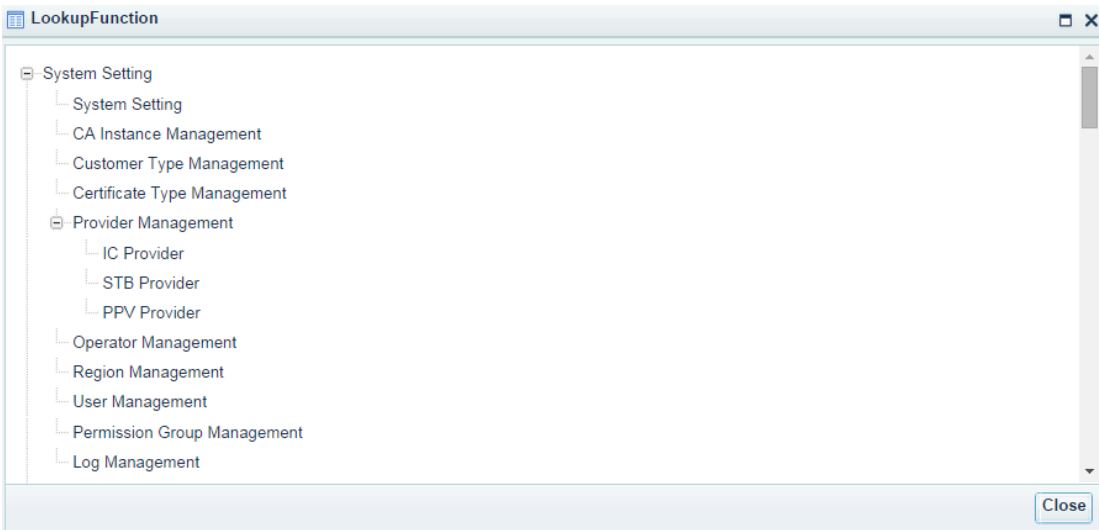 LookupFunction
System Setting
System Setting
CA Instance Management
Customer Type Management
Certificate Type Management
Provider Management
IC Provider
STB Provider
PPV Provider
Operator Management
Region Management
User Management
Permission Group Management
Log Management
Close